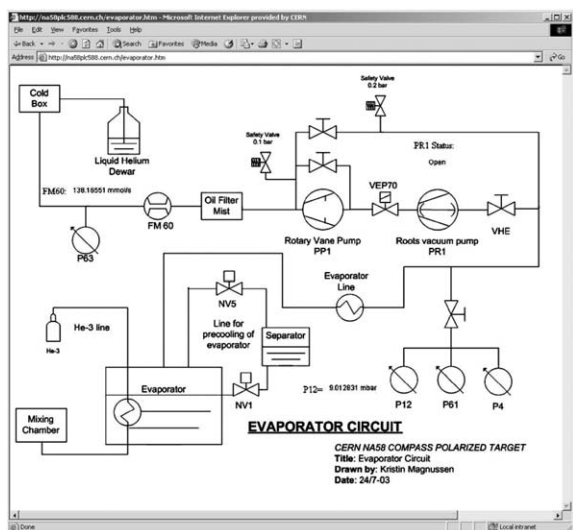 http://na58plc588.cern.ch/evaporator.htm - Microsoft Internet Explorer provided by CERN
File Edit View Favorites Tools Help
Back Search Favorites Media
Address http://na58plc588.cern.ch/evaporator.htm Go
Cold
Box
Liquid Helium
Dewar
FM60: 138.16551 mmol/s
P63
FM 60
Oil Filter
Mist
Safety Valve
0.1 bar
Safety Valve
0.2 bar
PR1 Status:
Open
VEP70
Rotary Vane Pump
PP1
Roots vacuum pump
PR1
VHE
Evaporator
Line
NV5
He-3 line
He-3
Line for
precooling of
evaporator
Separator
Evaporator
NV1
P12= 9.012831 mbar
P12 P61 P4
Mixing
Chamber
EVAPORATOR CIRCUIT
CERN NA58 COMPASS POLARIZED TARGET
Title: Evaporator Circuit
Drawn by: Kristin Magnussen
Date: 24/7-03
Done Local intranet